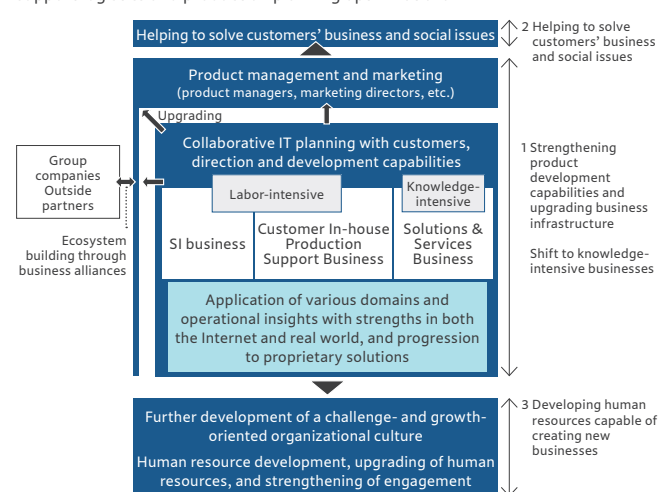 Helping to solve customers' business and social issues
2 Helping to solve
customers' business
and social issues
Product management and marketing
(product managers, marketing directors, etc.)
Upgrading
Collaborative IT planning with customers,
direction and development capabilities
Group
companies
Outside
partners
Labor-intensive
Knowledge-
intensive
SI business
Customer In-house
Production
Support Business
Solutions &
Services
Business
Ecosystem
building through
business alliances
1 Strengthening
product
development
capabilities and
upgrading business
infrastructure
Shift to knowledge-
intensive businesses
Application of various domains and
operational insights with strengths in both
the Internet and real world, and progression
to proprietary solutions
Further development of a challenge- and growth-
oriented organizational culture
Human resource development, upgrading of human
resources, and strengthening of engagement
3 Developing human
resources capable of
creating new
businesses